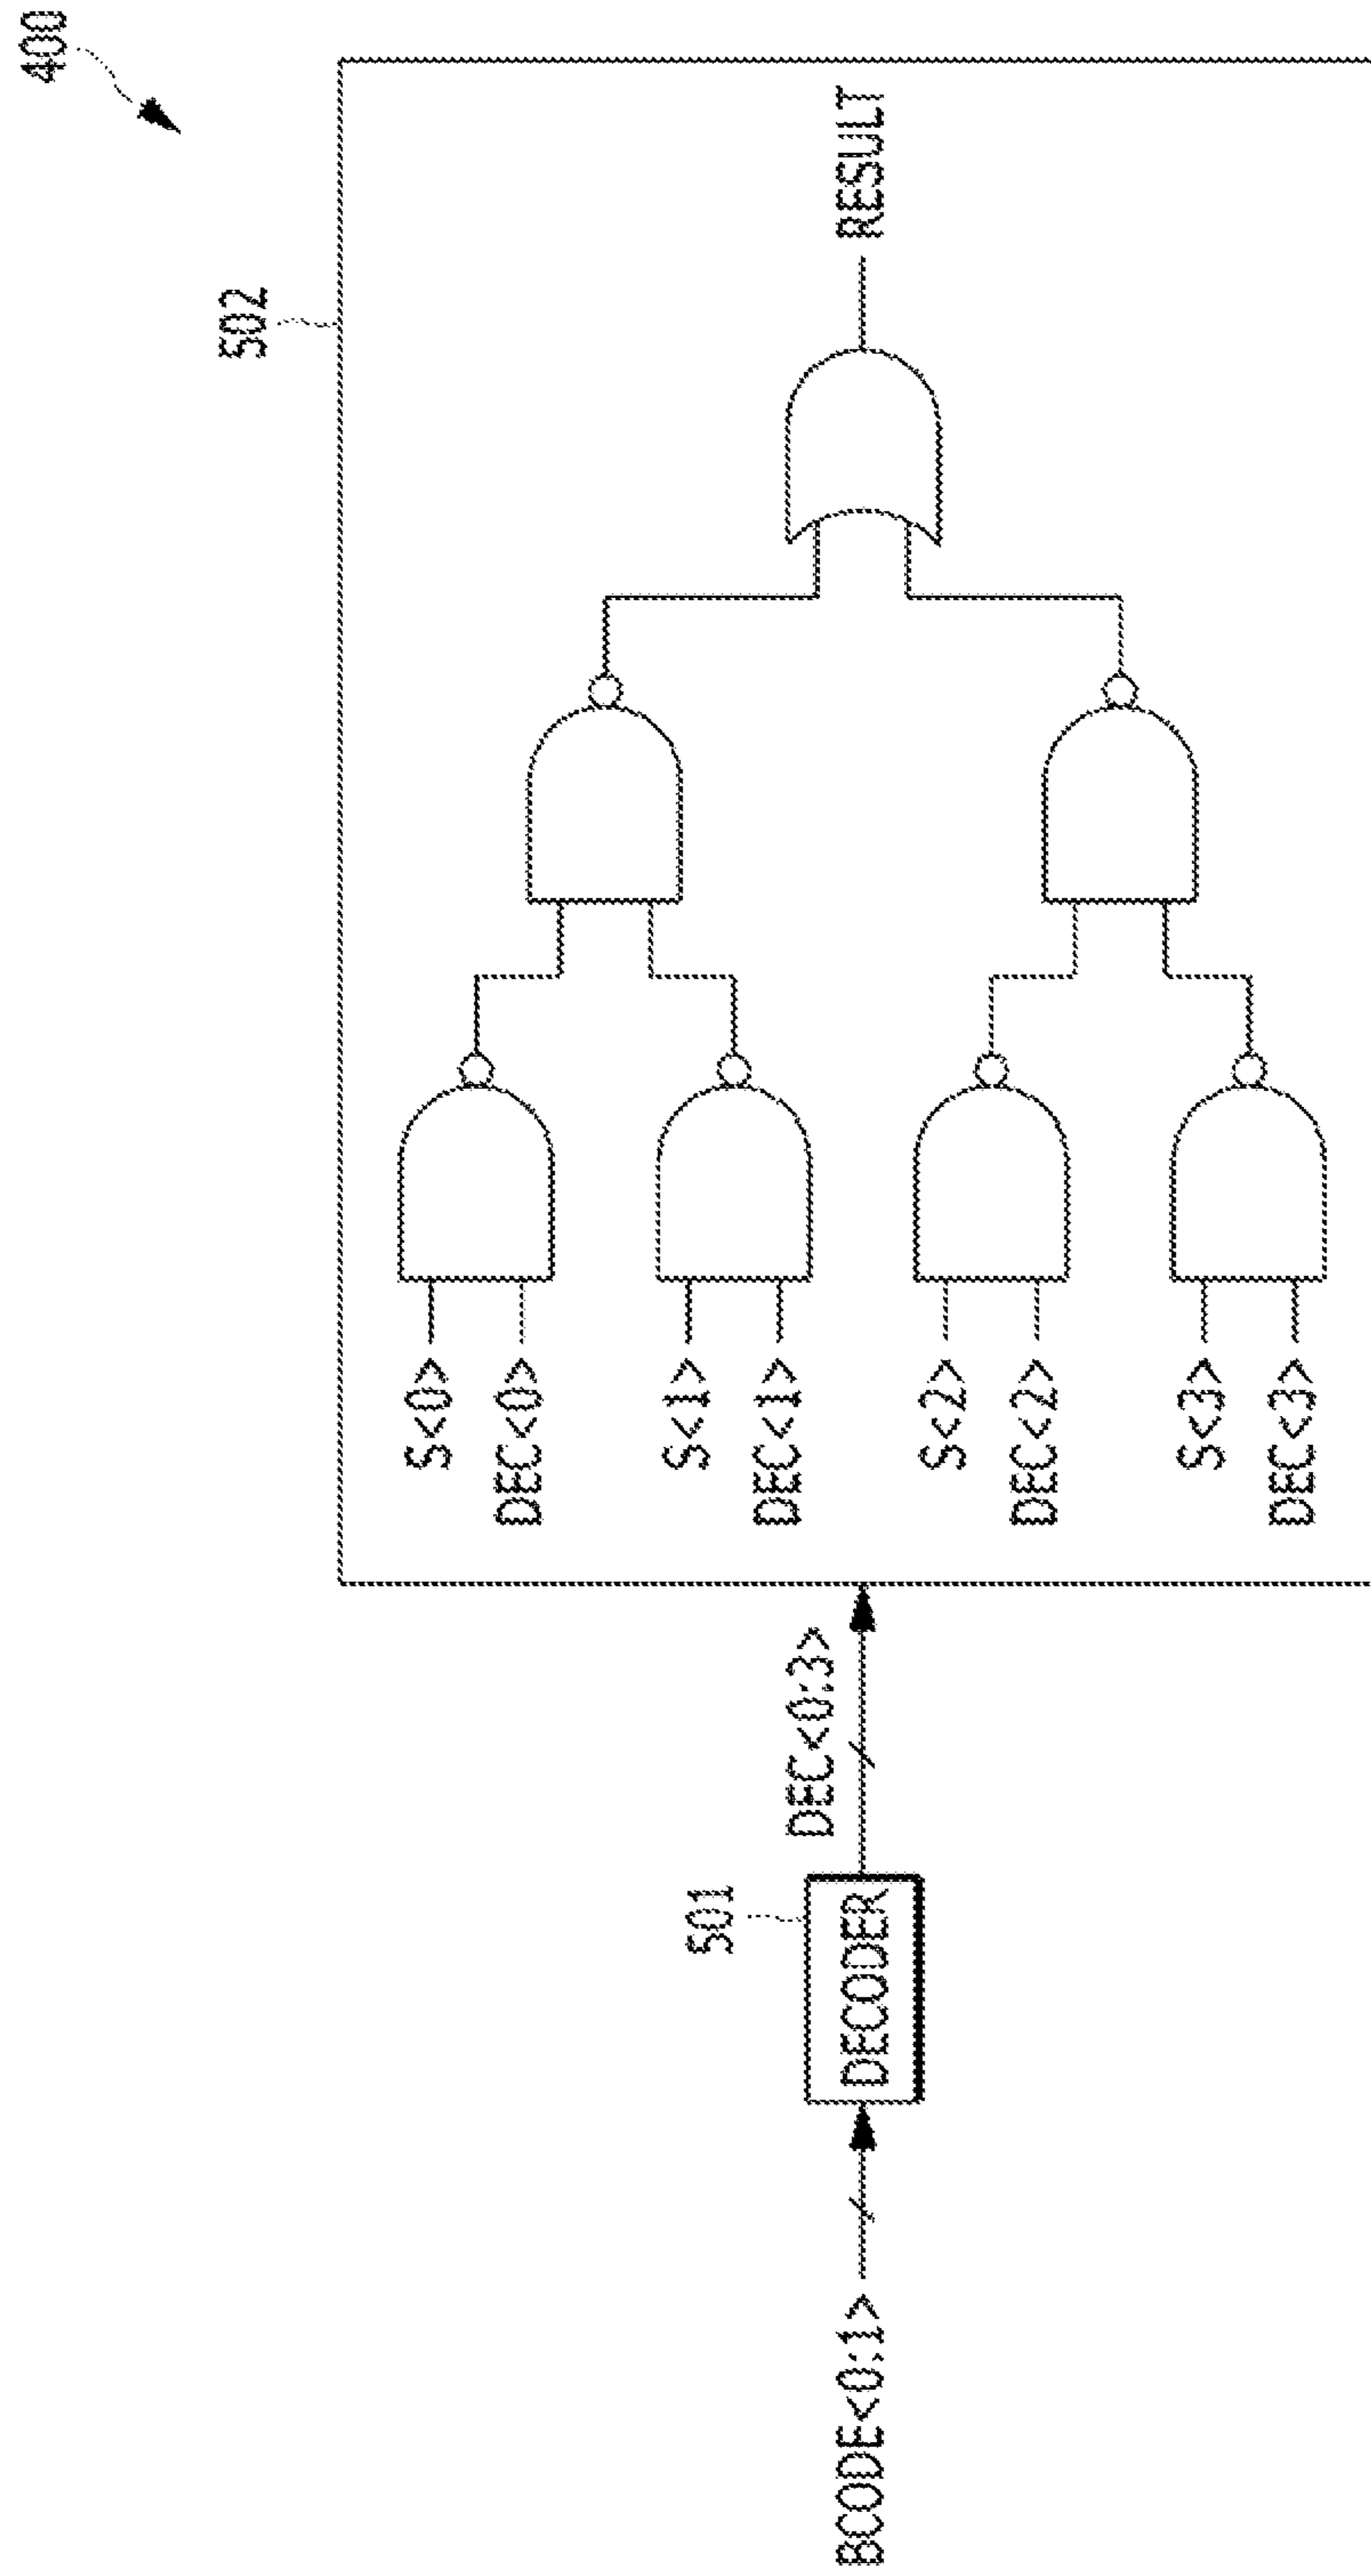 400
502
S<0>
DEC<0>
S<1>
DEC<1>
S<2>
DEC<2>
S<3>
DEC<3>
RESULT
BCODE<0:1>
501
DECODER
DEC<0:3>